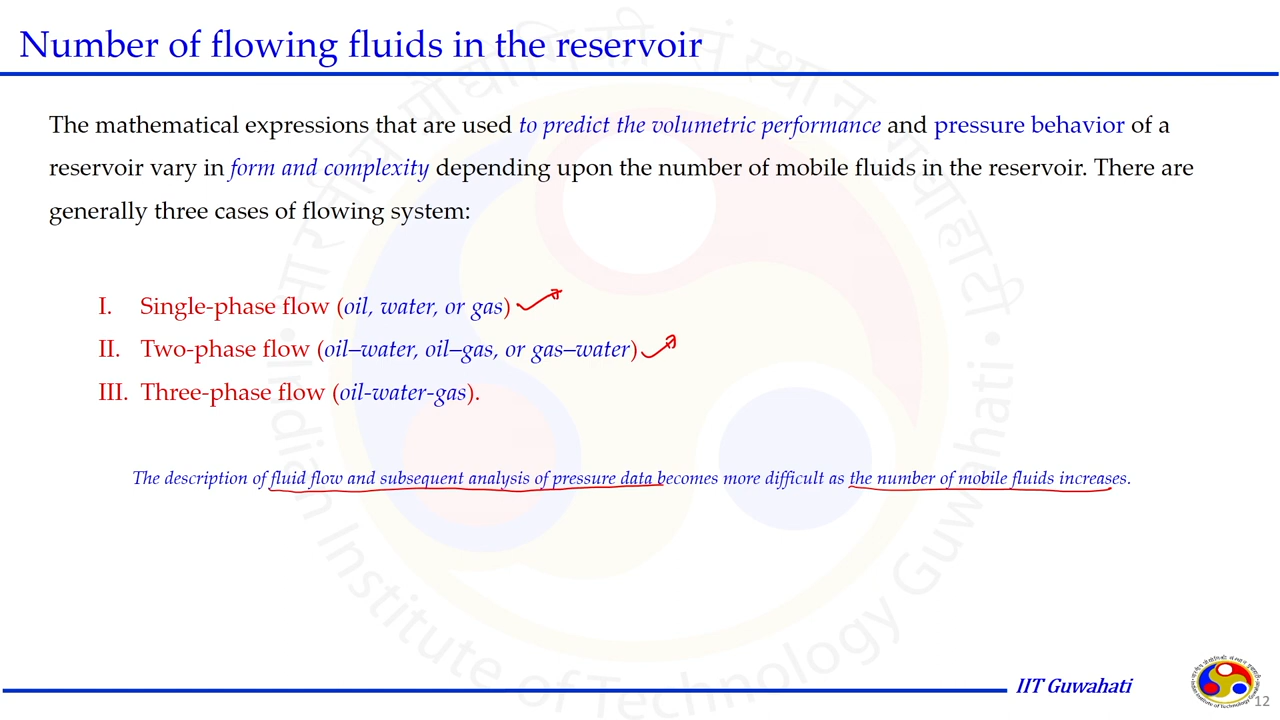 Number of flowing fluids in the reservoir
The mathematical expressions that are used to predict the volumetric performance and pressure behavior of a
reservoir vary in form and complexity depending upon the number of mobile fluids in the reservoir. There are
generally three cases of flowing system:
I. Single-phase flow (oil, water, or gas)
II. Two-phase flow (oil–water, oil–gas, or gas–water)
III. Three-phase flow (oil-water-gas).
The description of fluid flow and subsequent analysis of pressure data becomes more difficult as the number of mobile fluids increases.
Indian Institute of Technology Guwahati
IIT Guwahati
12